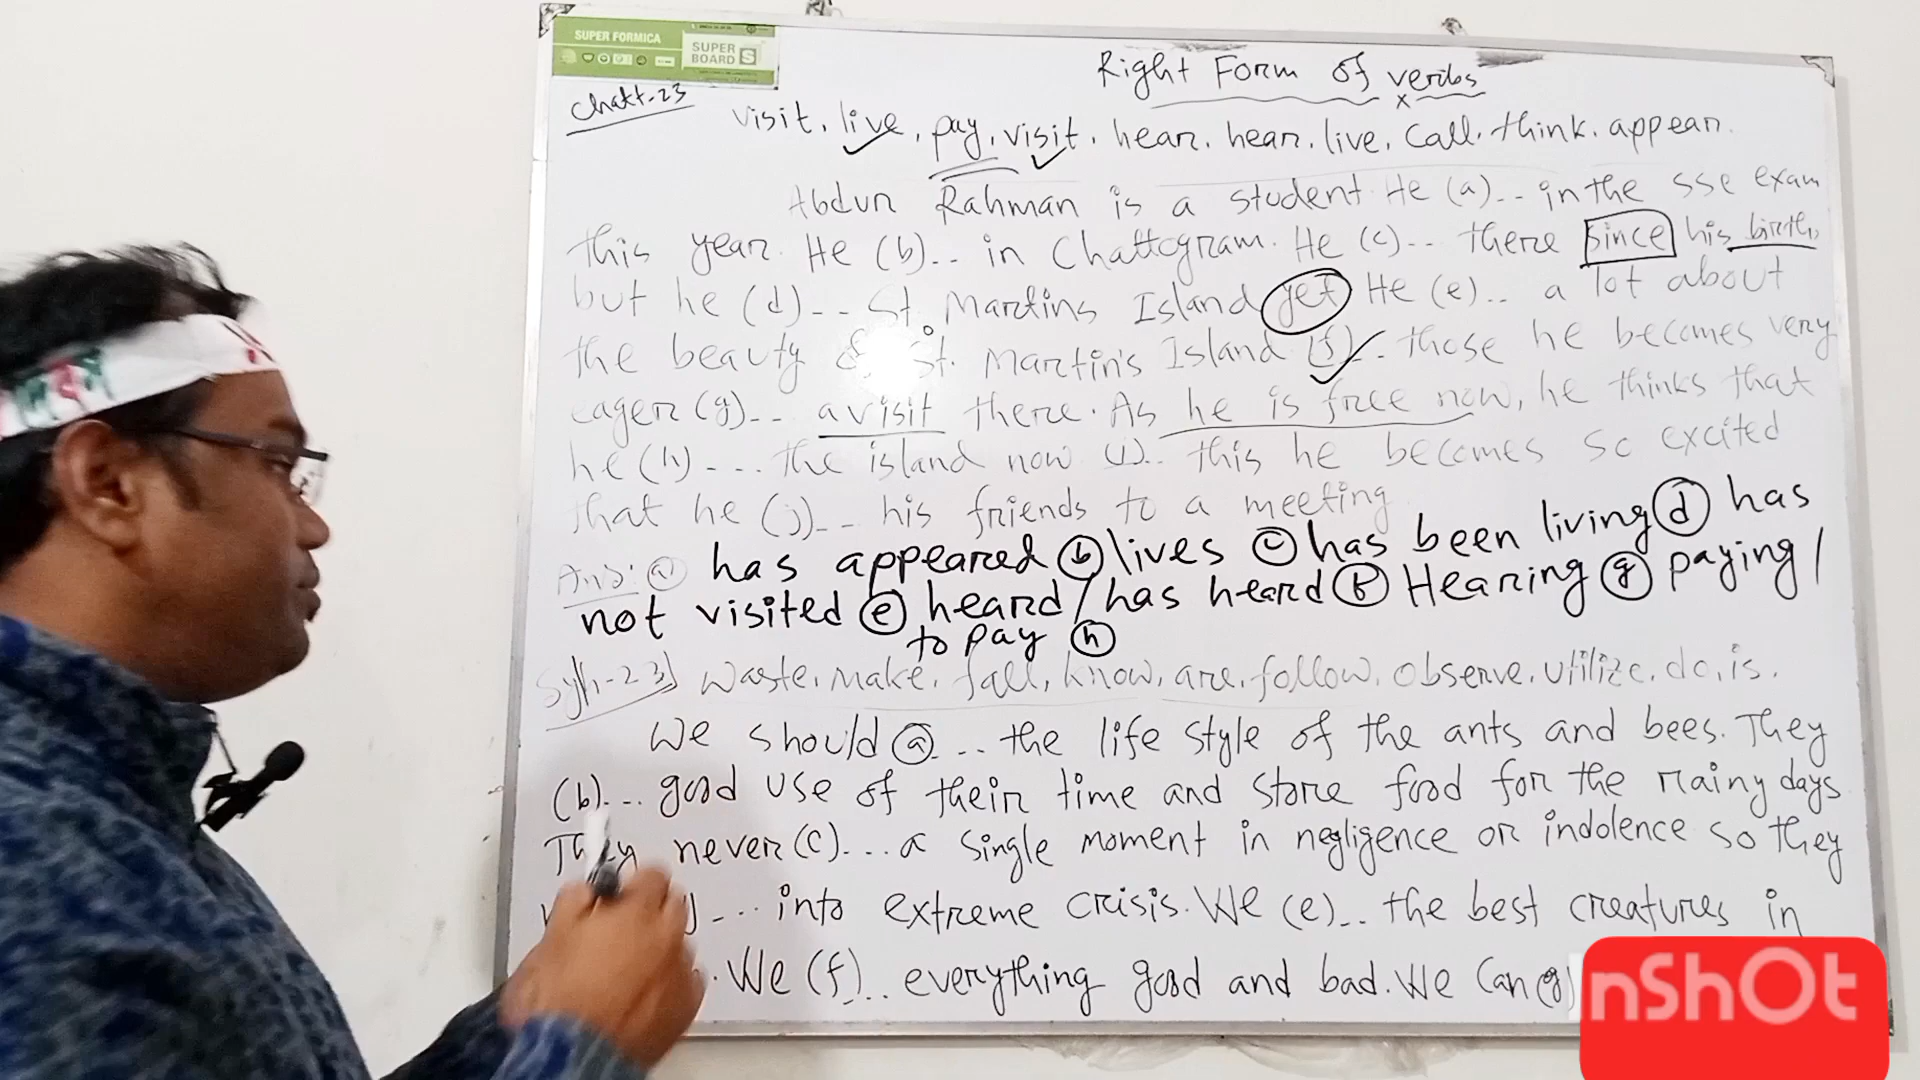 SUPER FORMICA
SUPER BOARD S
Right Form of verbs
Chatt-23
x
visit, live, pay, visit, hear, hear, live, call, think, appear.
Abdur Rahman is a student. He (a)... in the SSC exam
this year. He (b)... in Chattogram. He (c)... there since his birth,
but he (d)... St. Martins Island yet He (e)... a lot about
the beauty of St. Martin's Island (f)... those he becomes very
eager (g)... a visit there. As he is free now, he thinks that
he (h)... the island now (i)... this he becomes so excited
that he (j)... his friends to a meeting
Ans: (a) has appeared (b) lives (c) has been living (d) has
not visited (e) heard/has heard (f) Hearing (g) paying/
to pay (h)
Syl-23 waste, make, fall, know, are, follow, observe, utilize, do, is.
We should (a)... the life style of the ants and bees. They
(b)... good use of their time and store food for the rainy days
They never (c)... a single moment in negligence or indolence so they
... into extreme crisis. We (e)... the best creatures in
. We (f)... everything good and bad. We can (g)
nShOt